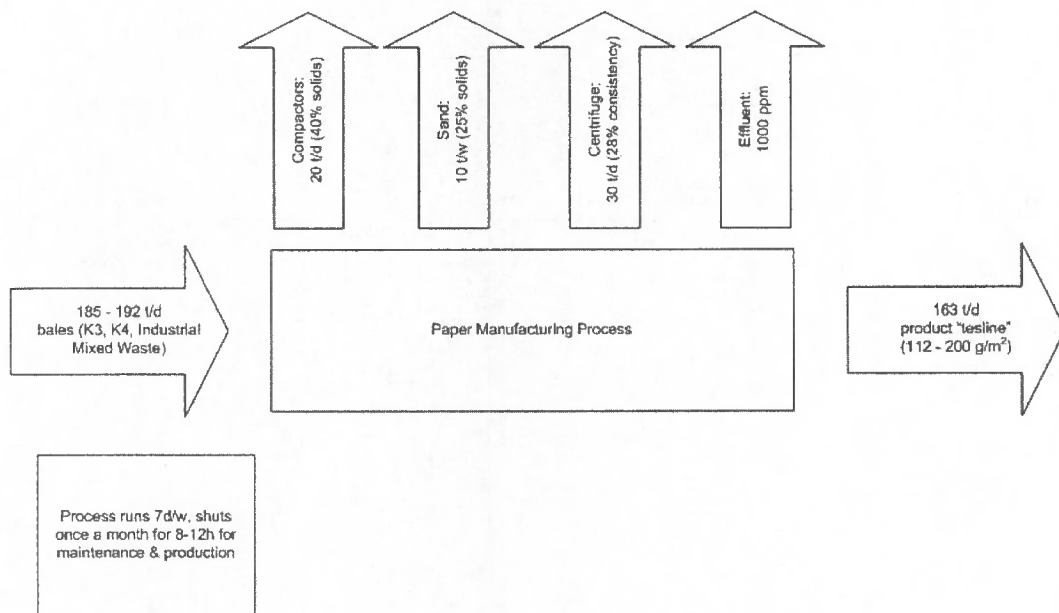 Compactors:
20 t/d (40% solids)
Sand:
10 t/w (25% solids)
Centrifuge:
30 t/d (28% consistency)
Effluent:
1000 ppm
185 - 192 t/d
bales (K3, K4, Industrial
Mixed Waste)
Paper Manufacturing Process
163 t/d
product "tesline"
(112 - 200 g/m²)
Process runs 7d/w, shuts
once a month for 8-12h for
maintenance & production